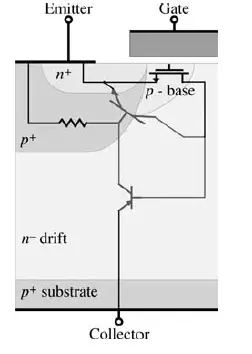 Emitter Gate
n+
p - base
p+
n− drift
p+ substrate
Collector